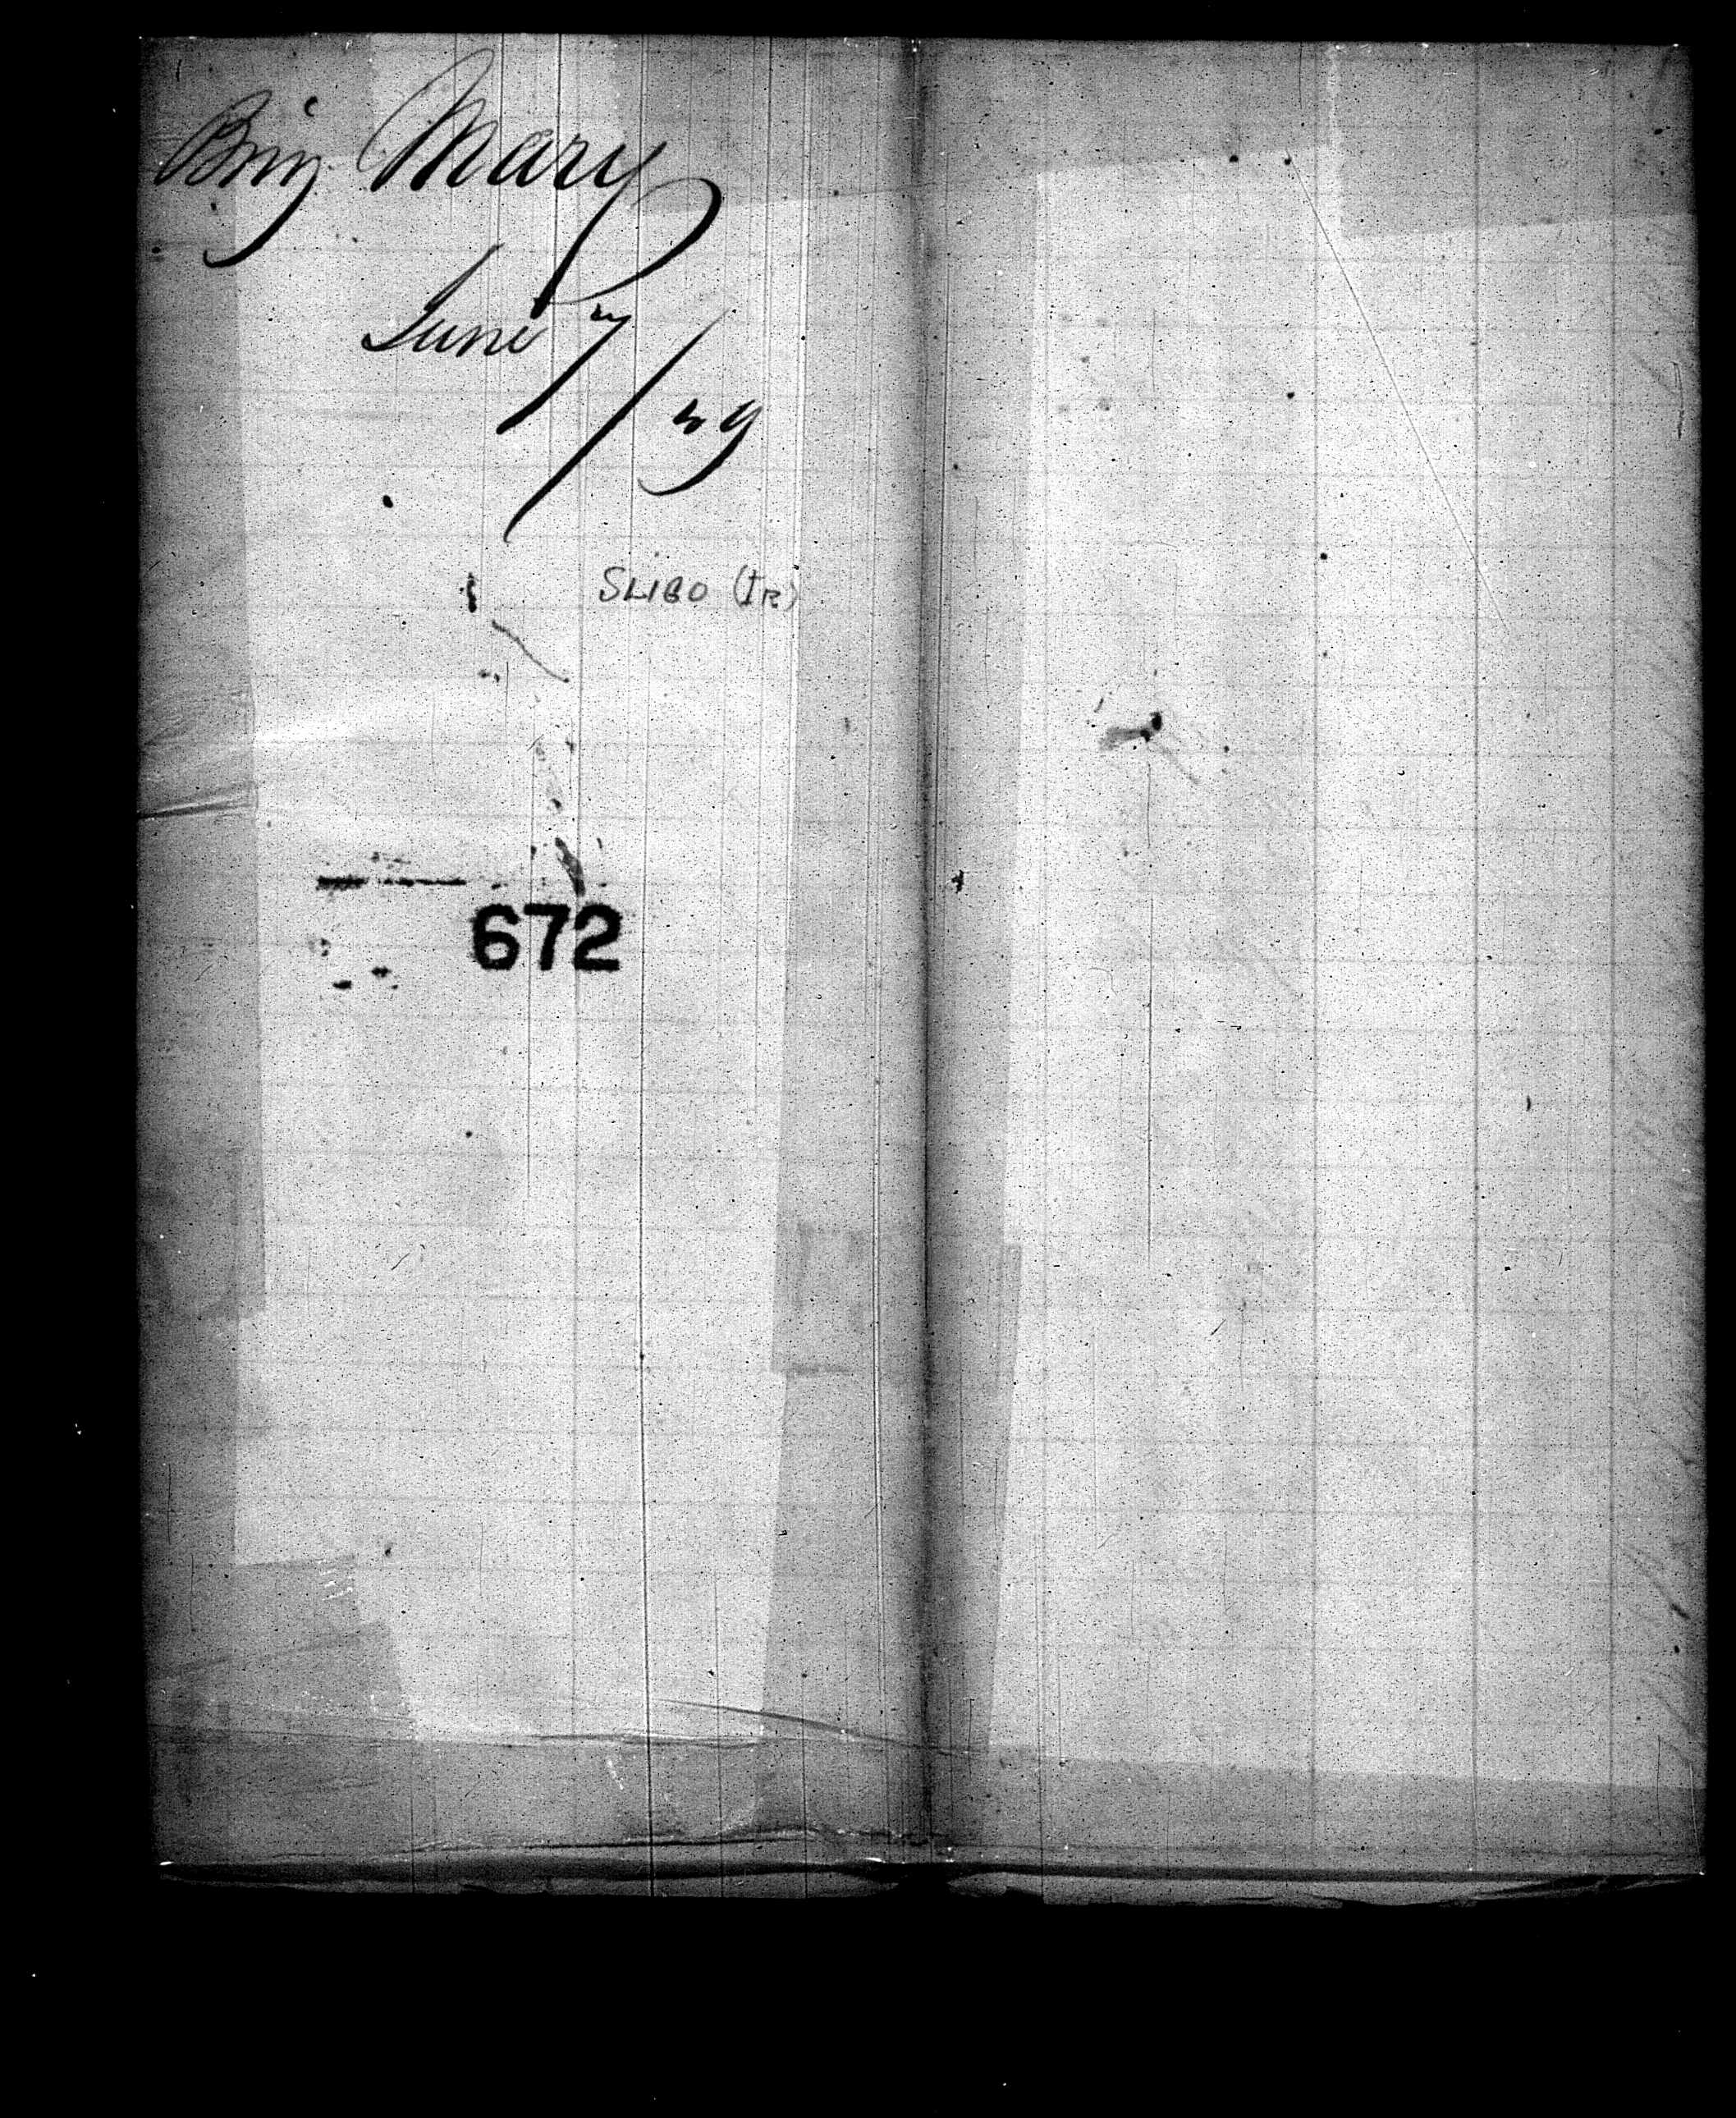 Brig Mary
June 7/49
SLIGO (IR)
672